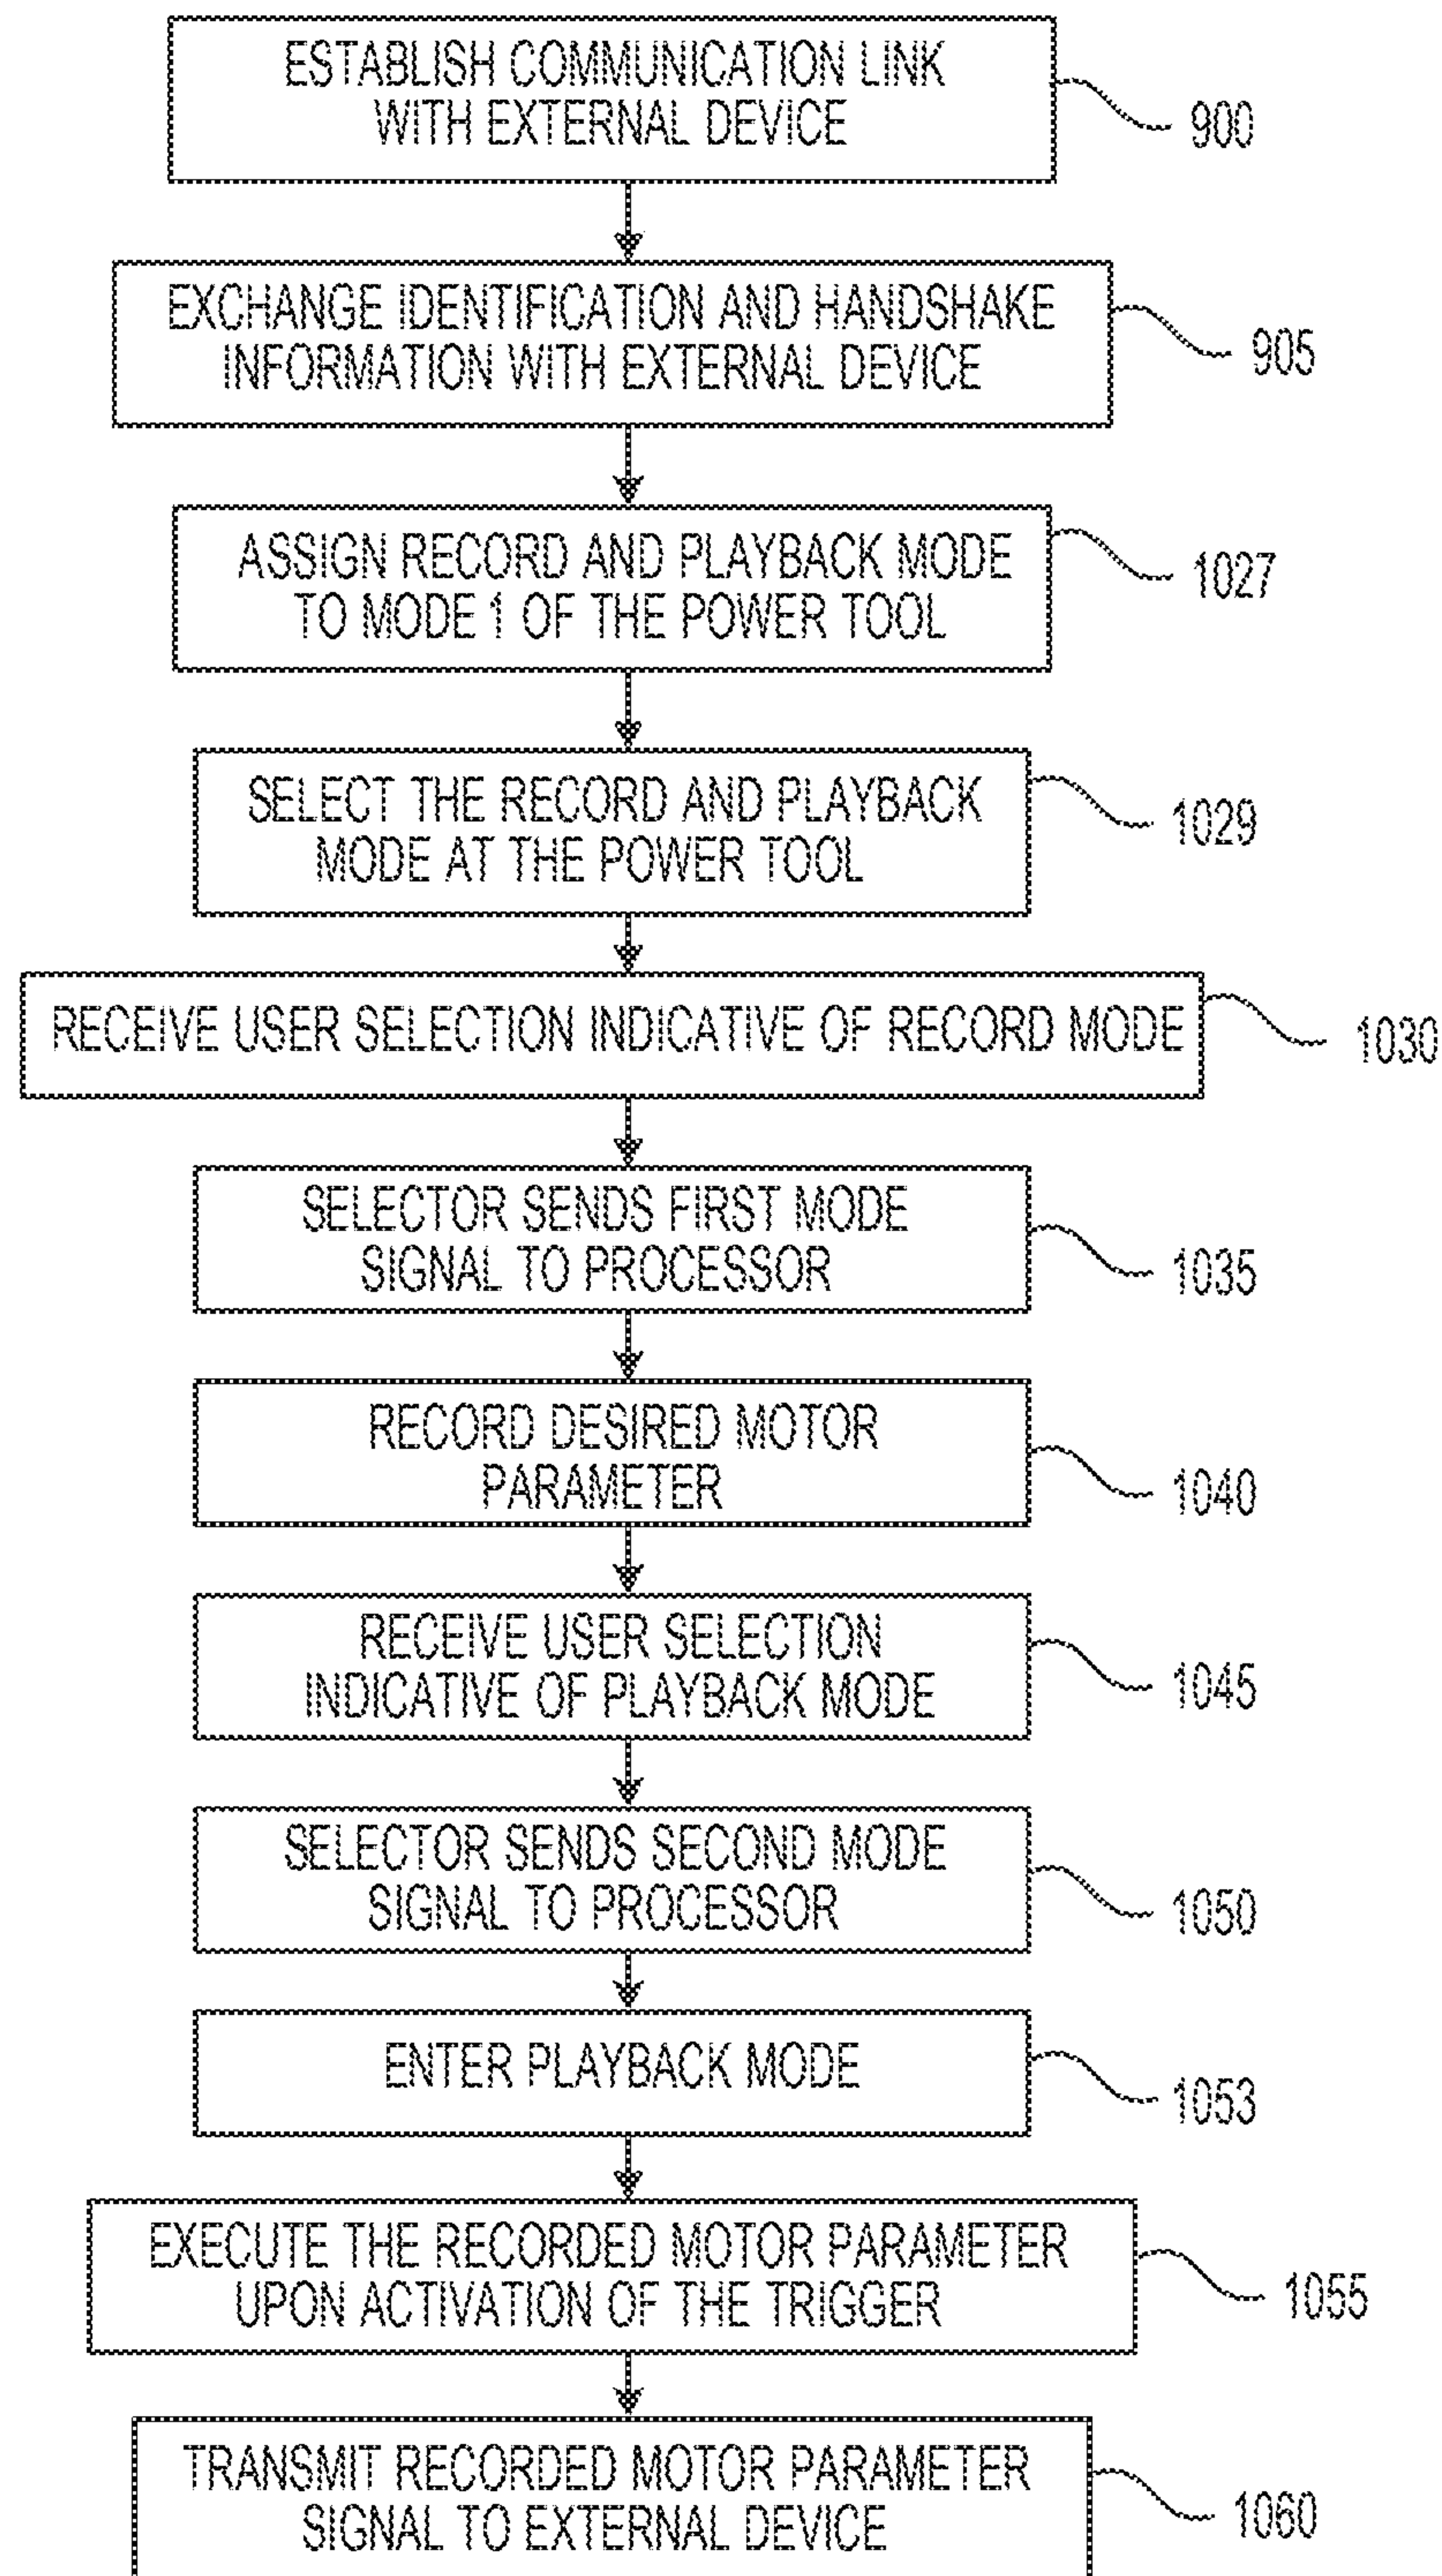 ESTABLISH COMMUNICATION LINK
WITH EXTERNAL DEVICE
900
EXCHANGE IDENTIFICATION AND HANDSHAKE
INFORMATION WITH EXTERNAL DEVICE
905
ASSIGN RECORD AND PLAYBACK MODE
TO MODE 1 OF THE POWER TOOL
1027
SELECT THE RECORD AND PLAYBACK
MODE AT THE POWER TOOL
1029
RECEIVE USER SELECTION INDICATIVE OF RECORD MODE
1030
SELECTOR SENDS FIRST MODE
SIGNAL TO PROCESSOR
1035
RECORD DESIRED MOTOR
PARAMETER
1040
RECEIVE USER SELECTION
INDICATIVE OF PLAYBACK MODE
1045
SELECTOR SENDS SECOND MODE
SIGNAL TO PROCESSOR
1050
ENTER PLAYBACK MODE
1053
EXECUTE THE RECORDED MOTOR PARAMETER
UPON ACTIVATION OF THE TRIGGER
1055
TRANSMIT RECORDED MOTOR PARAMETER
SIGNAL TO EXTERNAL DEVICE
1060